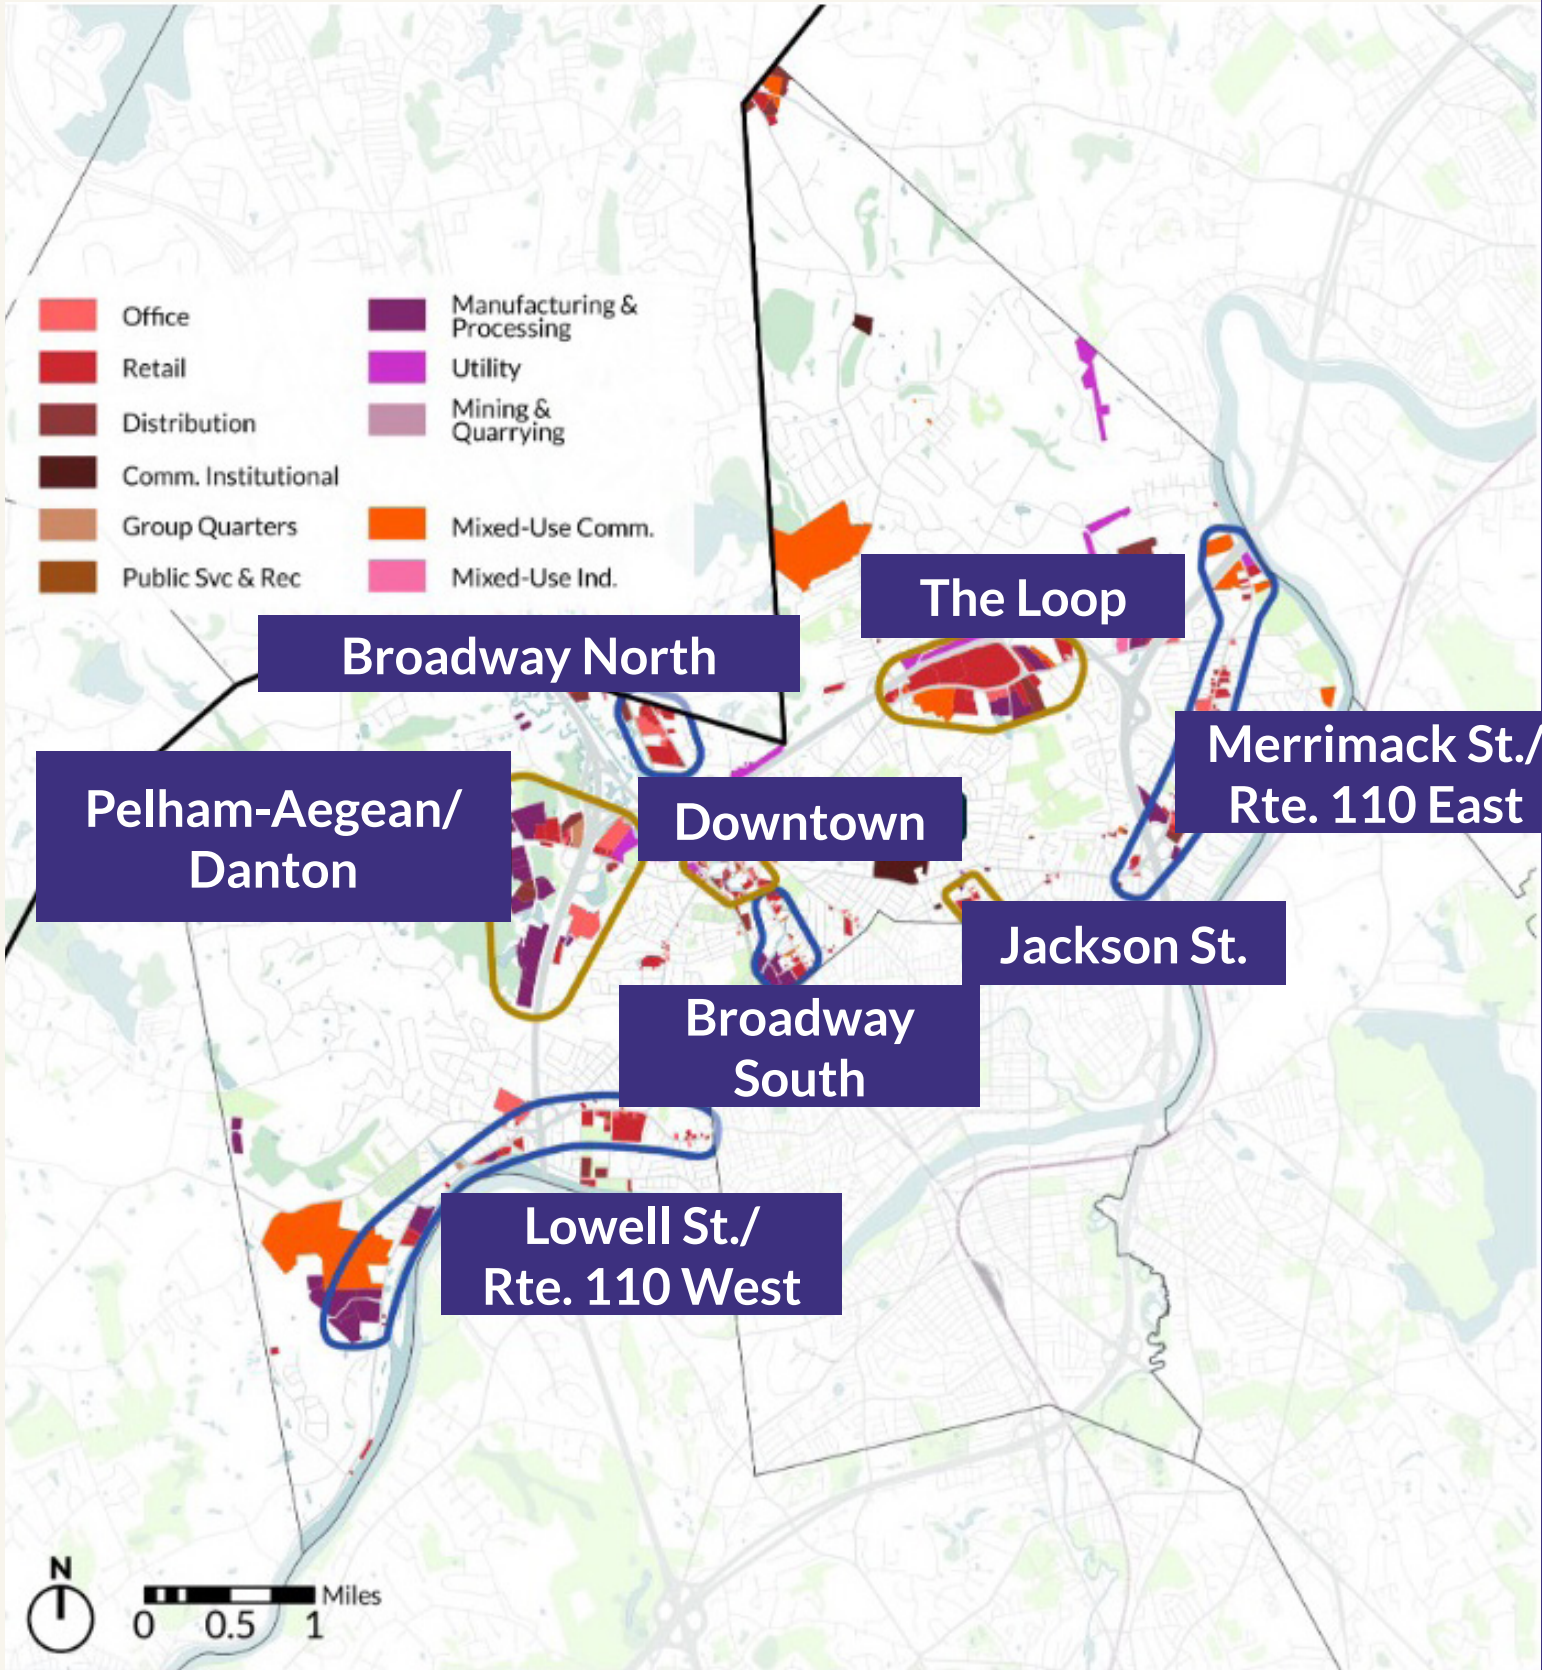 Office
Retail
Distribution
Comm. Institutional
Group Quarters
Public Svc & Rec
Manufacturing &
Processing
Utility
Mining &
Quarrying
Mixed-Use Comm.
Mixed-Use Ind.
The Loop
Broadway North
Merrimack St./
Rte. 110 East
Pelham-Aegean/
Danton
Downtown
Jackson St.
Broadway
South
Lowell St./
Rte. 110 West
N
Miles
0 0.5 1